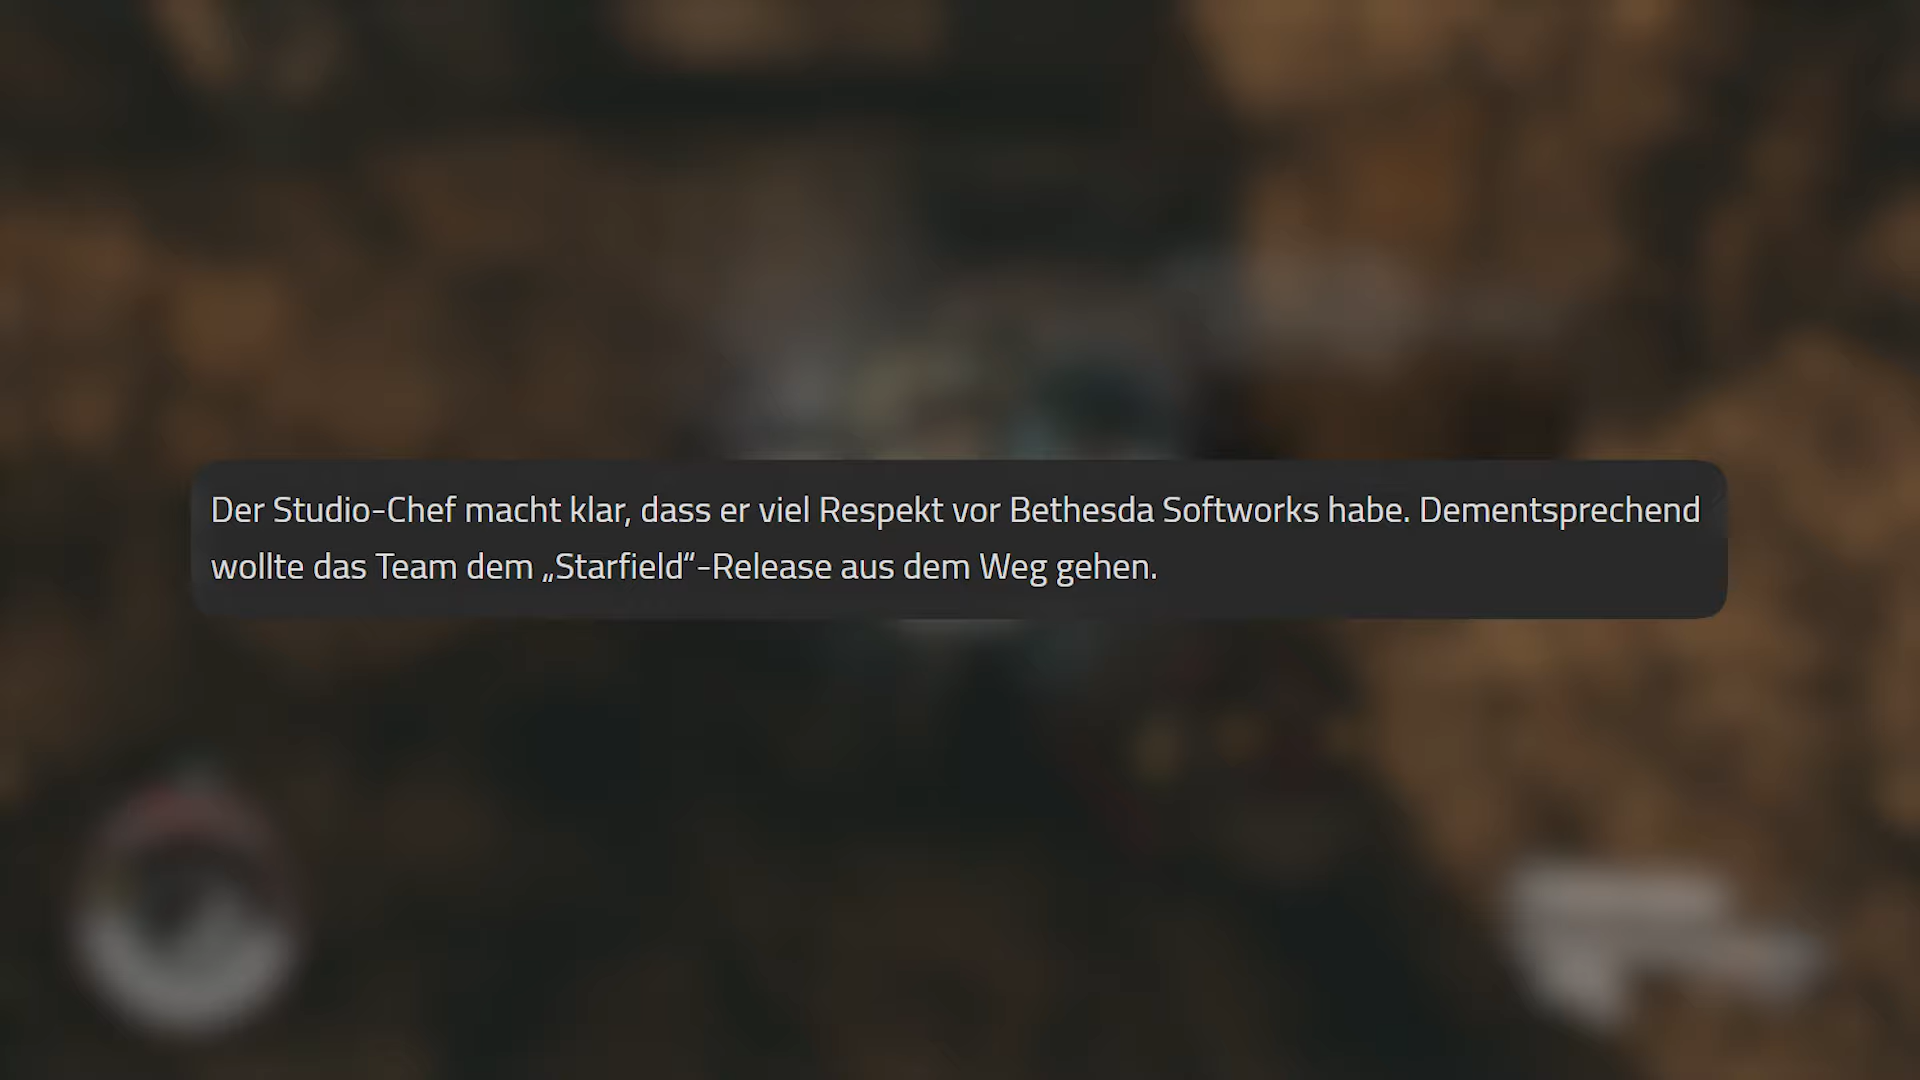 Der Studio-Chef macht klar, dass er viel Respekt vor Bethesda Softworks habe. Dementsprechend
wollte das Team dem „Starfield“-Release aus dem Weg gehen.